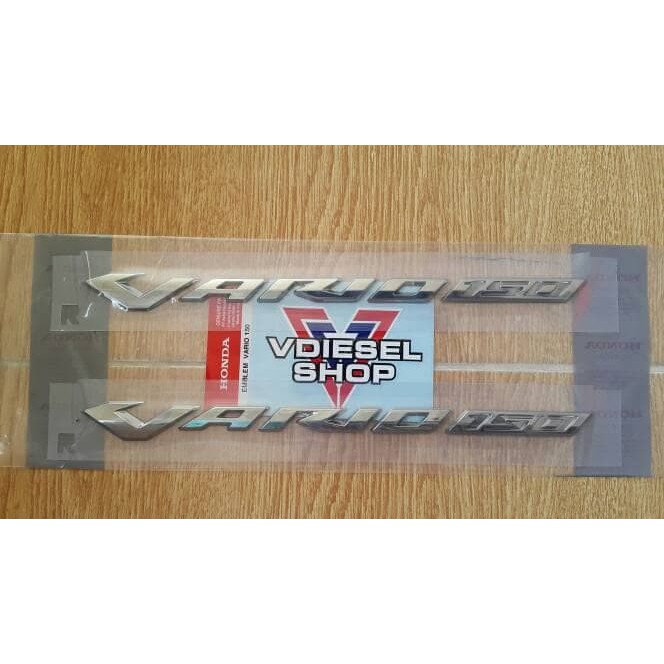 VARIO 150
R
HONDA
EMBLEM VARIO 150
VDIESEL
SHOP
VARIO 150
R